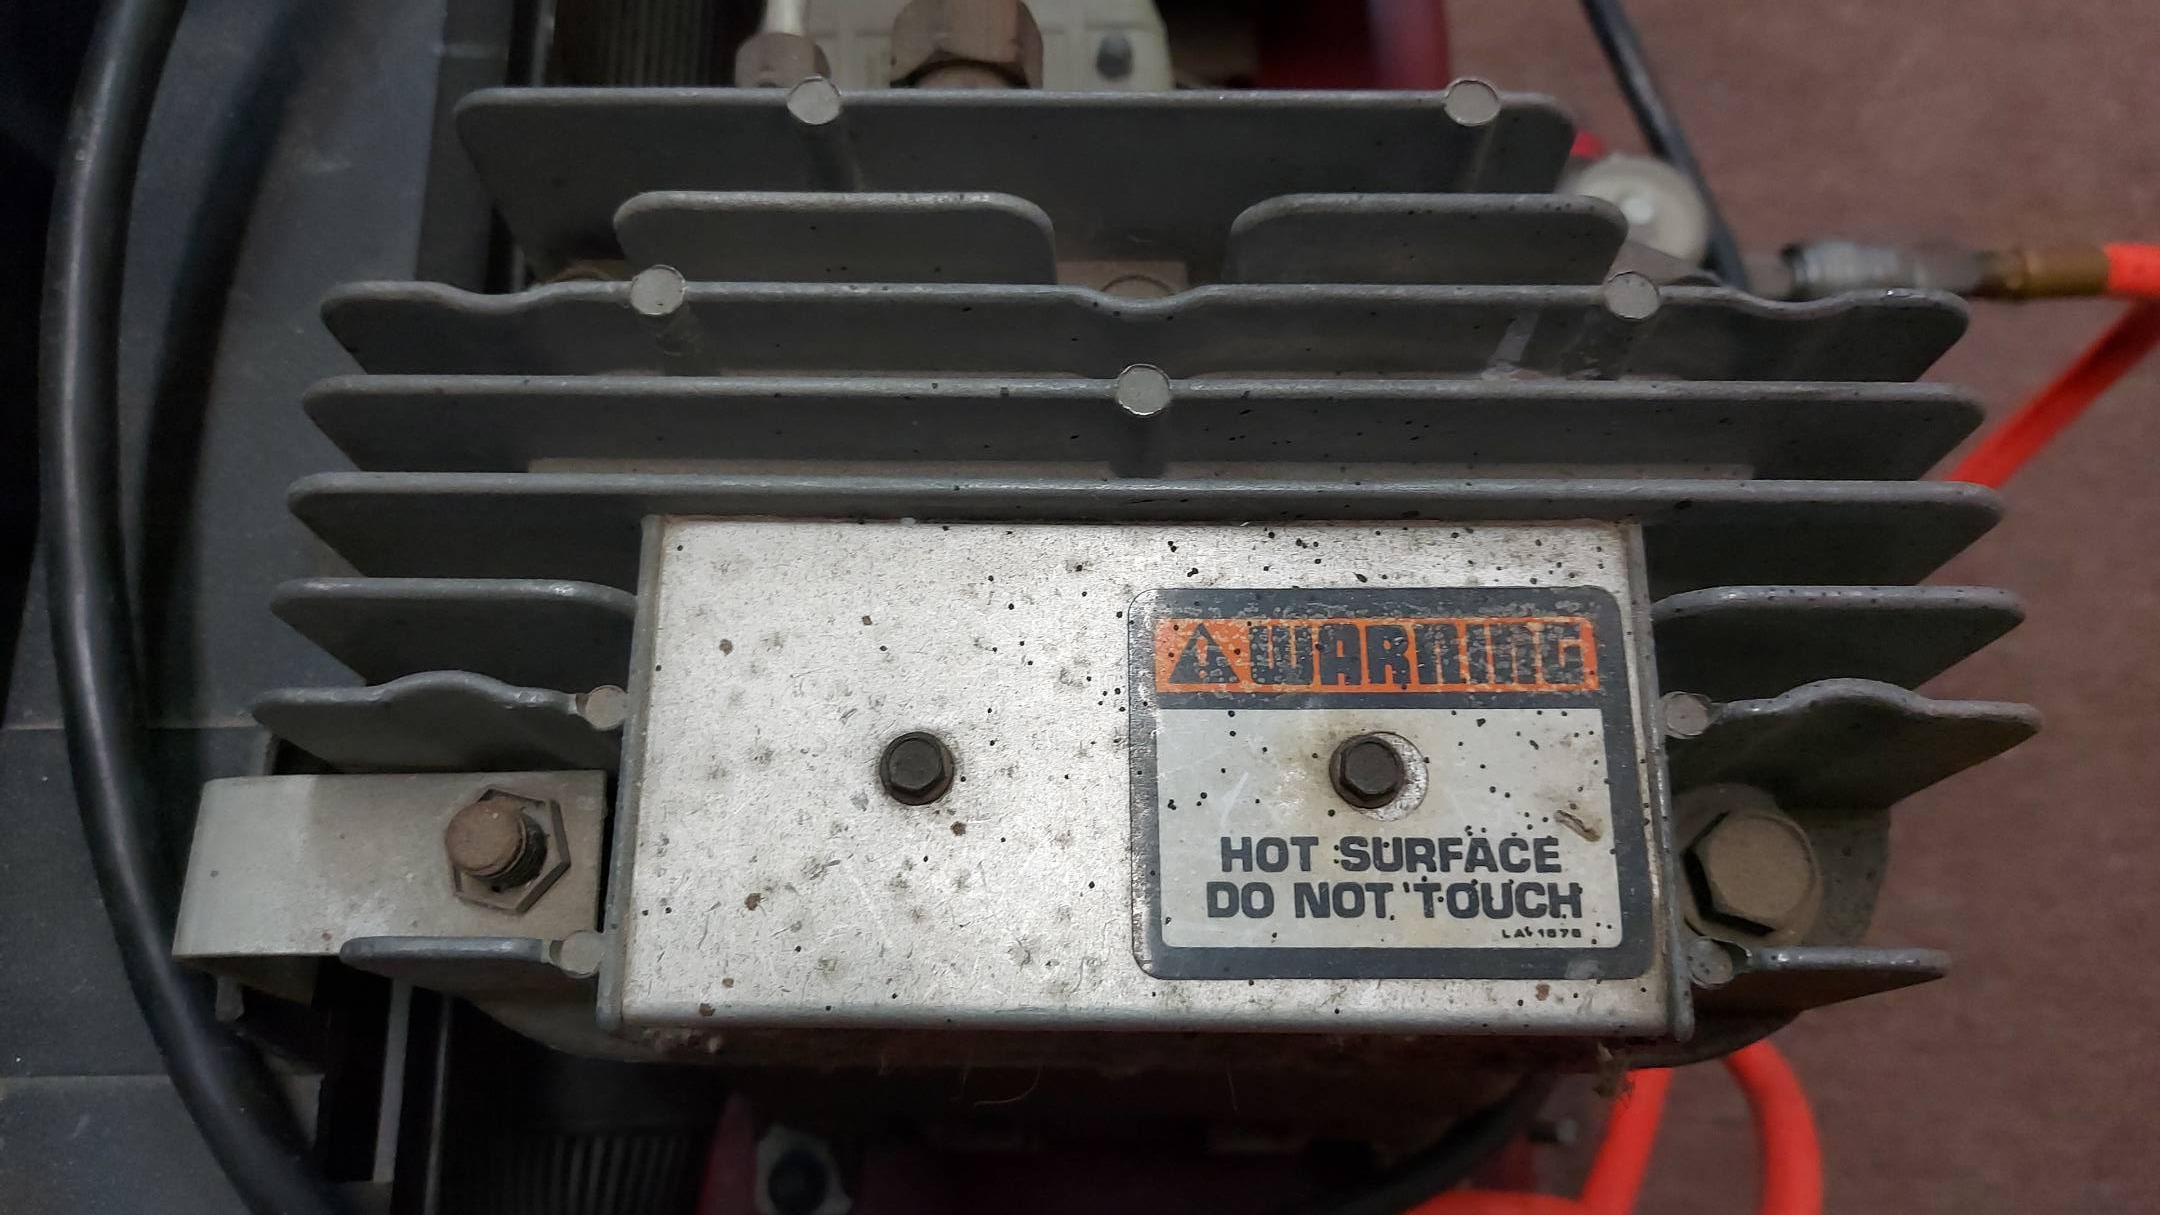 WARNING
HOT SURFACE
DO NOT TOUCH